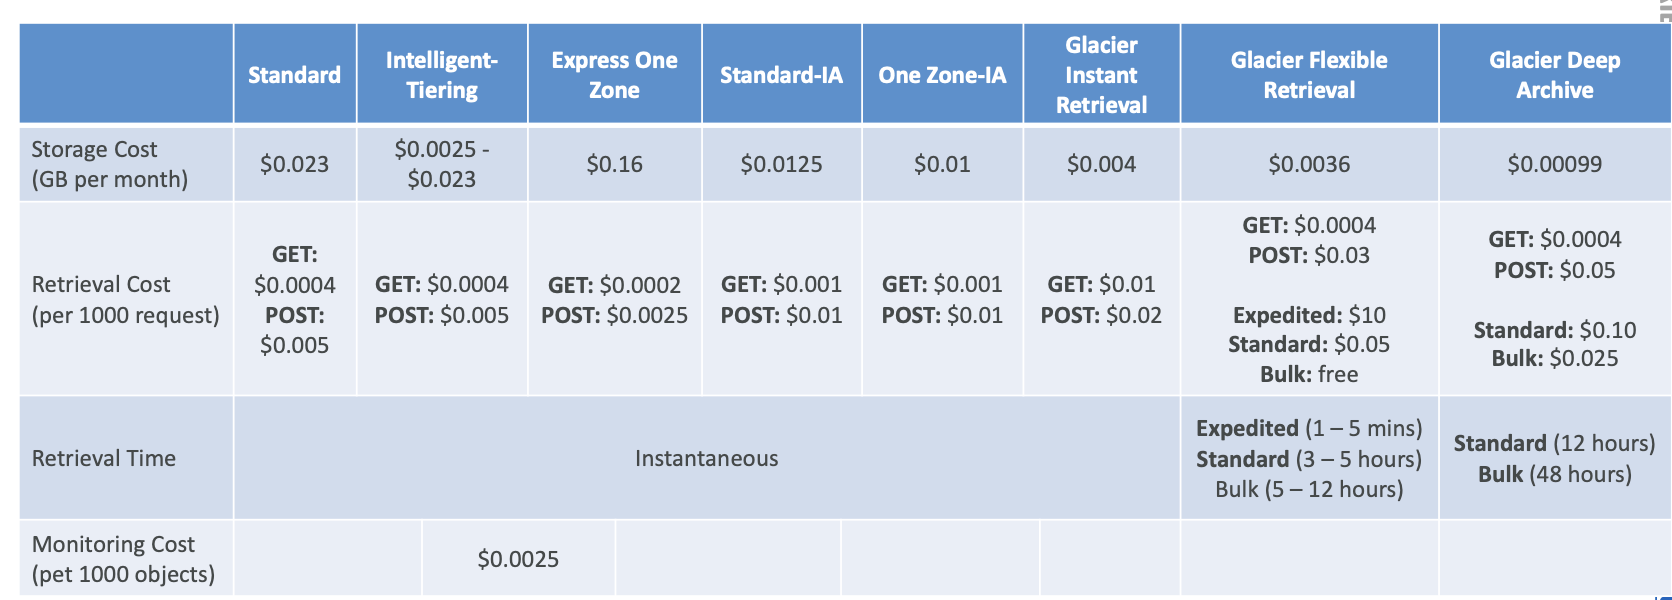 Standard
Intelligent-
Tiering
Express One
Zone
Standard-IA
One Zone-IA
Glacier
Instant
Retrieval
Glacier Flexible
Retrieval
Glacier Deep
Archive
Storage Cost
(GB per month)
$0.023
$0.0025 -
$0.023
$0.16
$0.0125
$0.01
$0.004
$0.0036
$0.00099
Retrieval Cost
(per 1000 request)
GET:
$0.0004
POST:
$0.005
GET: $0.0004
POST: $0.005
GET: $0.0002
POST: $0.0025
GET: $0.001
POST: $0.01
GET: $0.001
POST: $0.01
GET: $0.01
POST: $0.02
GET: $0.0004
POST: $0.03
Expedited: $10
Standard: $0.05
Bulk: free
GET: $0.0004
POST: $0.05
Standard: $0.10
Bulk: $0.025
Retrieval Time
Instantaneous
Expedited (1 – 5 mins)
Standard (3 – 5 hours)
Bulk (5 – 12 hours)
Standard (12 hours)
Bulk (48 hours)
Monitoring Cost
(pet 1000 objects)
$0.0025